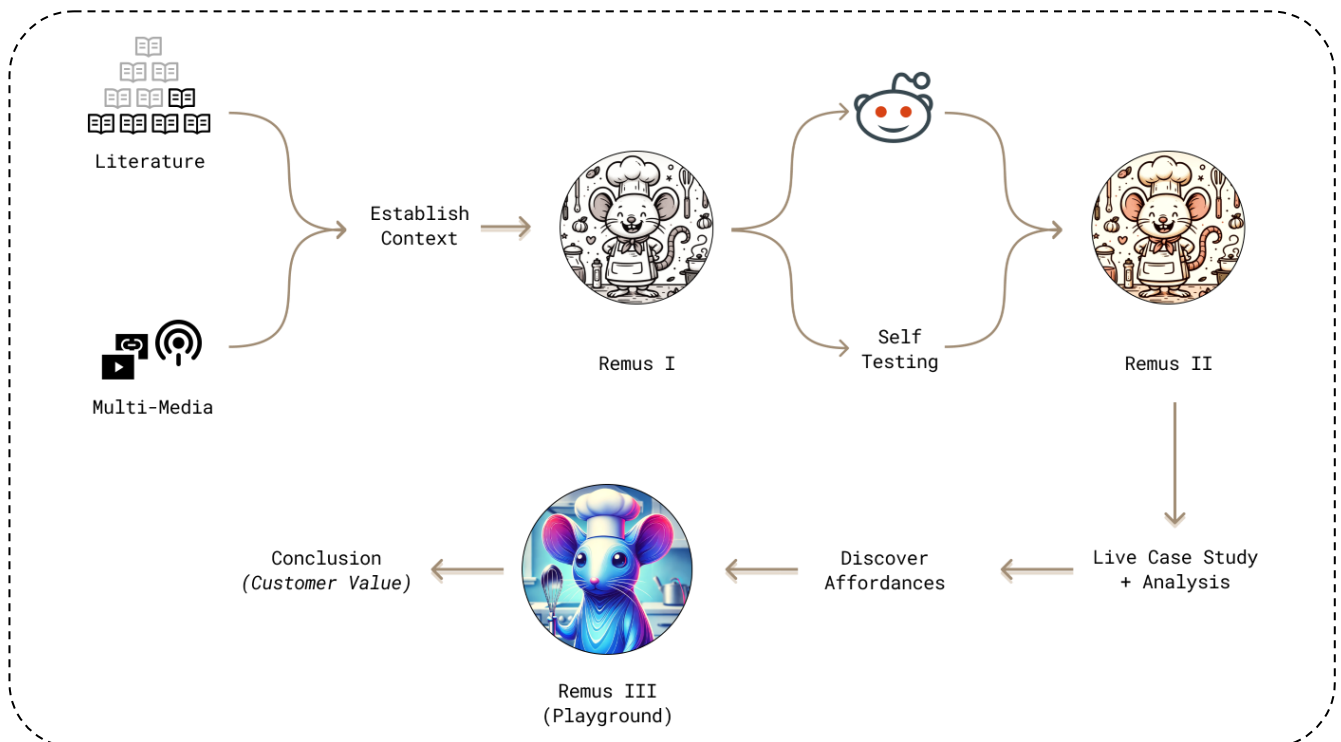 Literature
Multi-Media
Establish
Context
Remus I
Self
Testing
Remus II
Live Case Study
+ Analysis
Discover
Affordances
Remus III
(Playground)
Conclusion
(Customer Value)